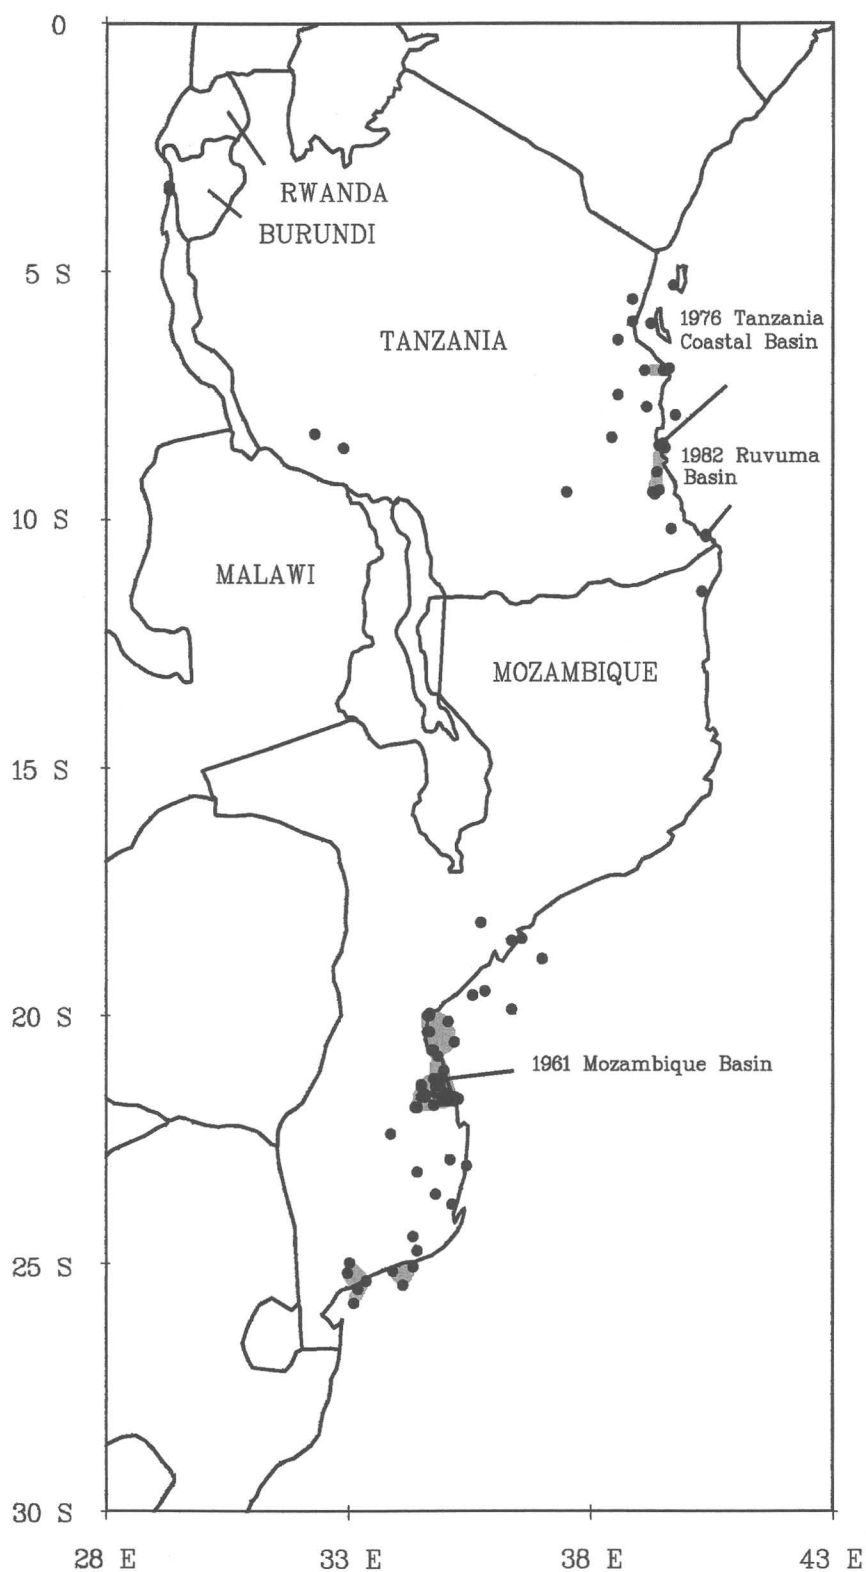 0
RWANDA
BURUNDI
5 S
1976 Tanzania
Coastal Basin
TANZANIA
1982 Ruvuma
Basin
10 S
MALAWI
MOZAMBIQUE
15 S
20 S
1961 Mozambique Basin
25 S
30 S
28 E
33 E
38 E
43 E